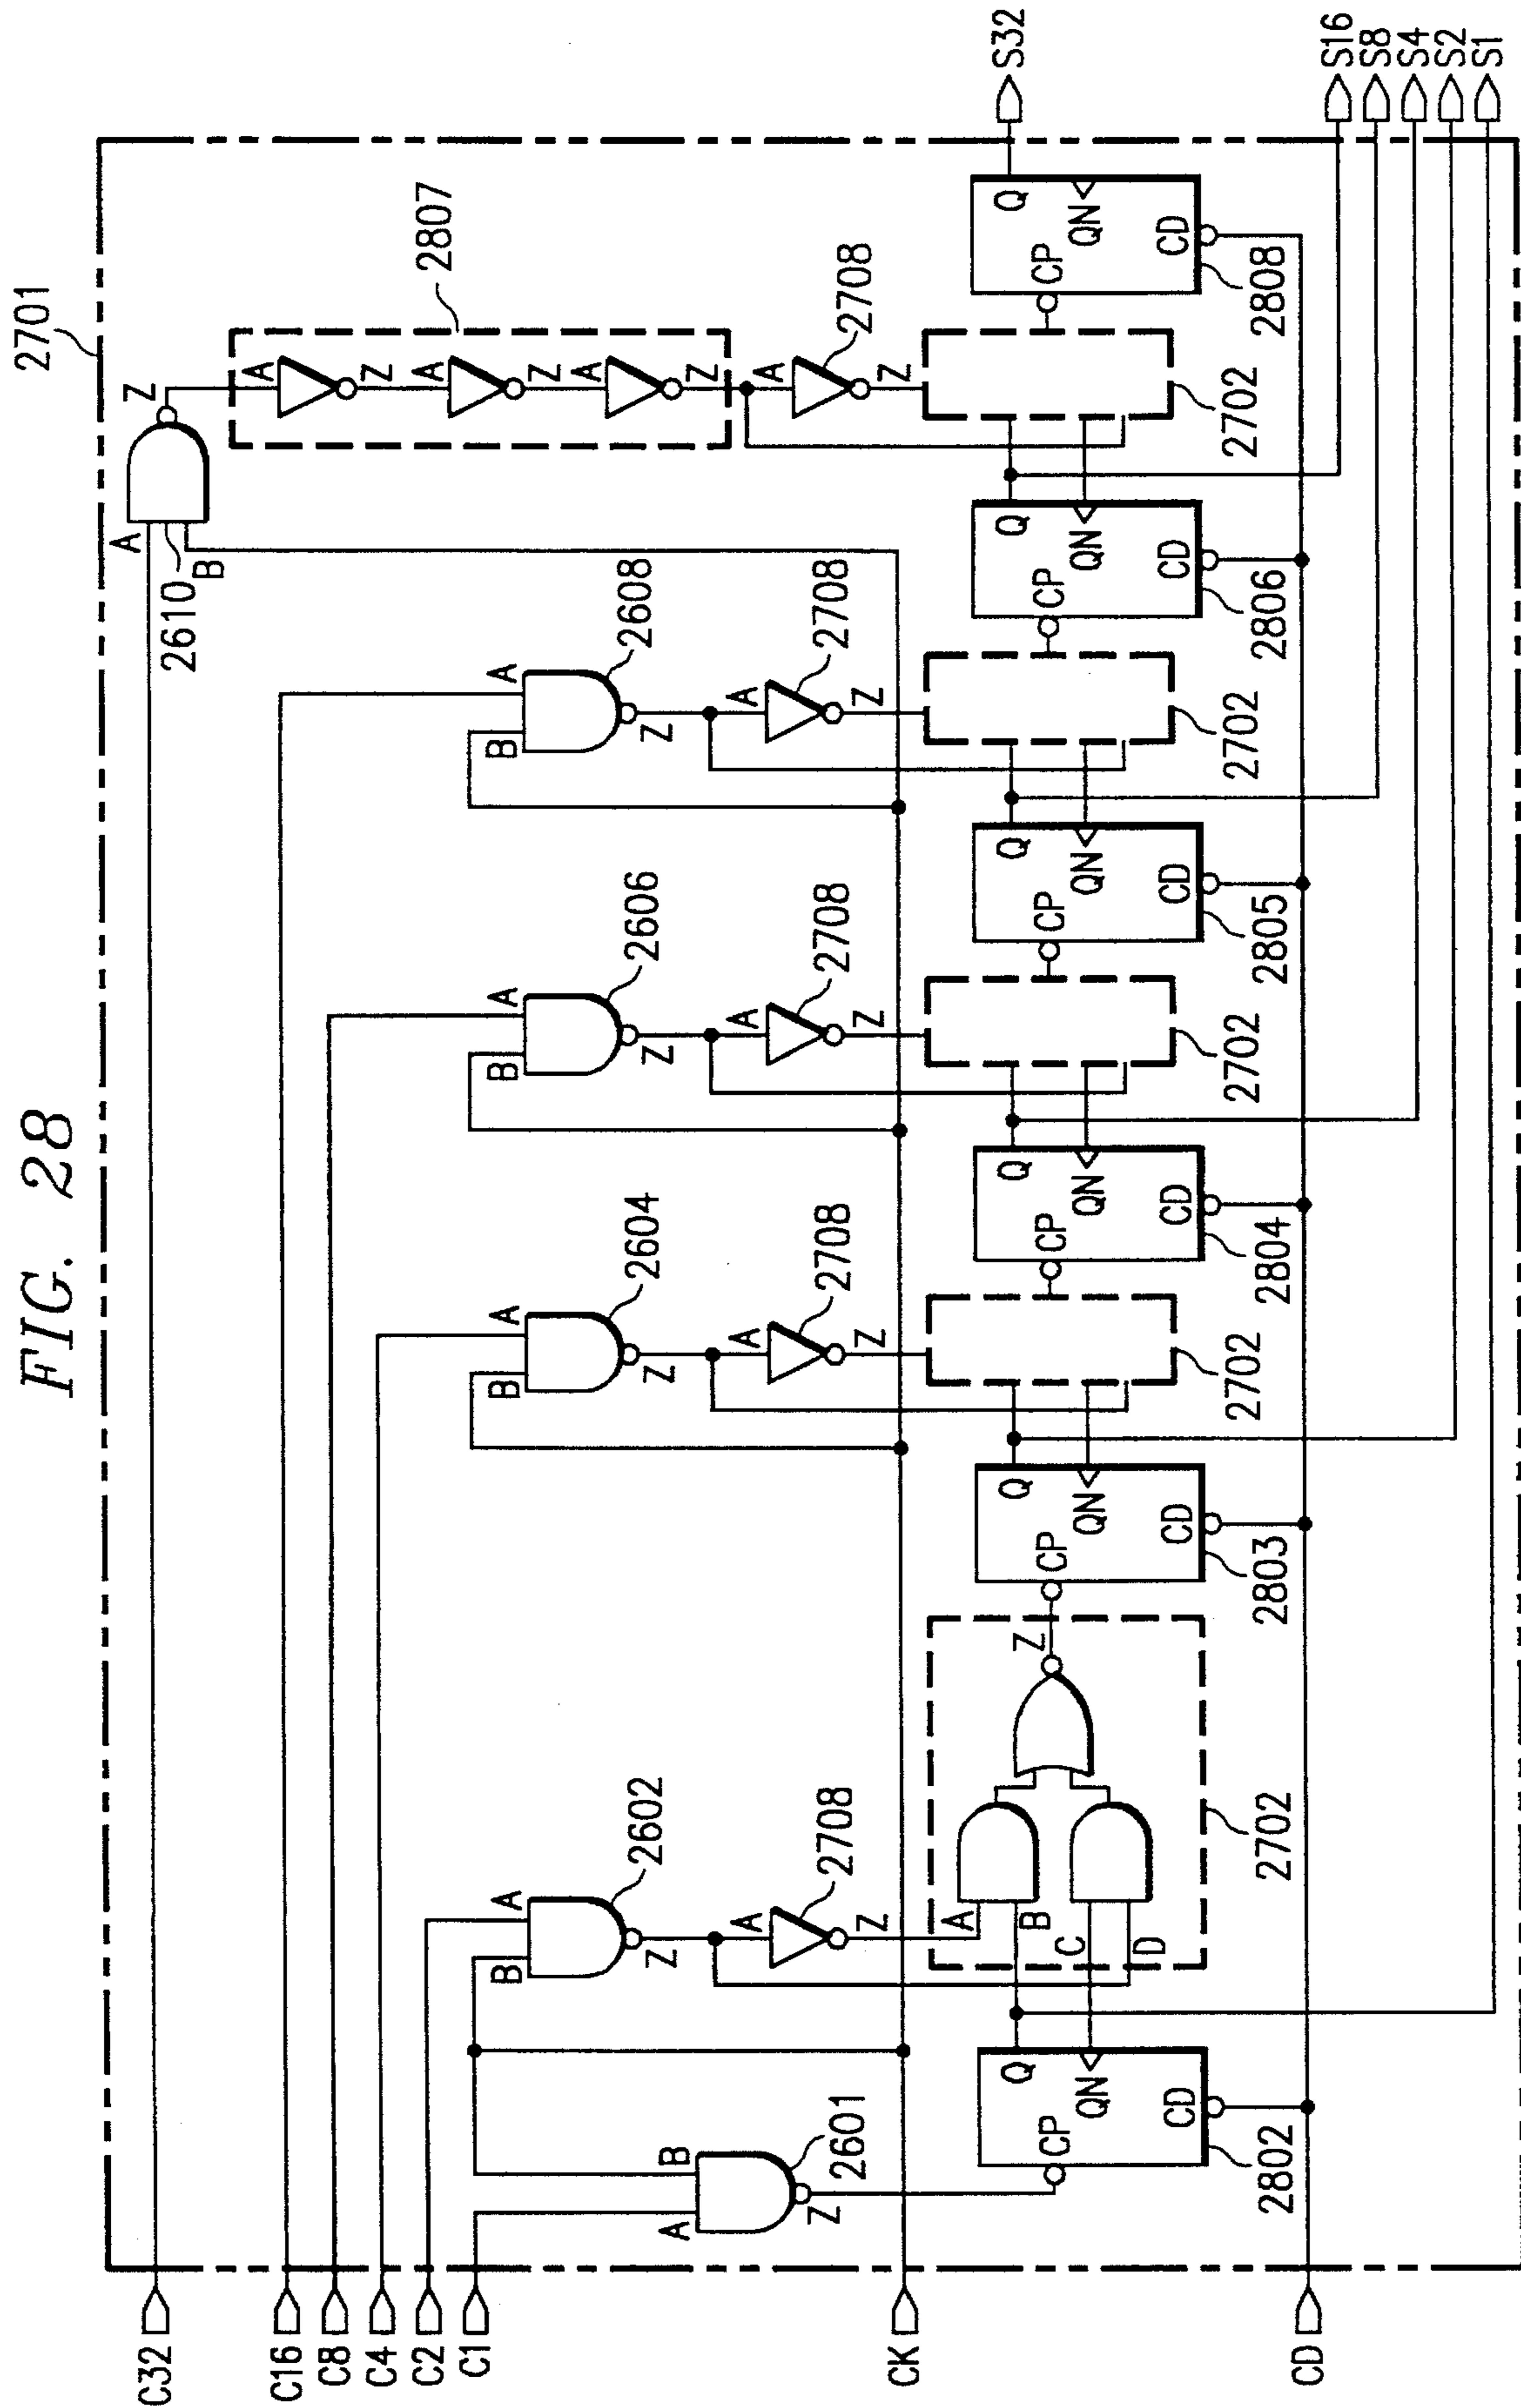 FIG. 28
2701
C32
C16
C8
C4
C2
C1
CK
CD
A
2610
B
Z
A
Z
A
Z
A
Z
2807
A
Z
2708
B
A
2608
Z
A
2708
Z
B
A
2606
Z
A
2708
Z
B
A
2604
Z
A
2708
Z
B
A
2602
Z
A
2708
Z
A
B
2601
Z
CP
Q
QN
CD
2802
A
B
C
D
Z
2702
CP
Q
QN
CD
2803
2702
CP
Q
QN
CD
2804
2702
CP
Q
QN
CD
2805
2702
CP
Q
QN
CD
2806
2702
CP
Q
QN
CD
2808
S32
S16
S8
S4
S2
S1